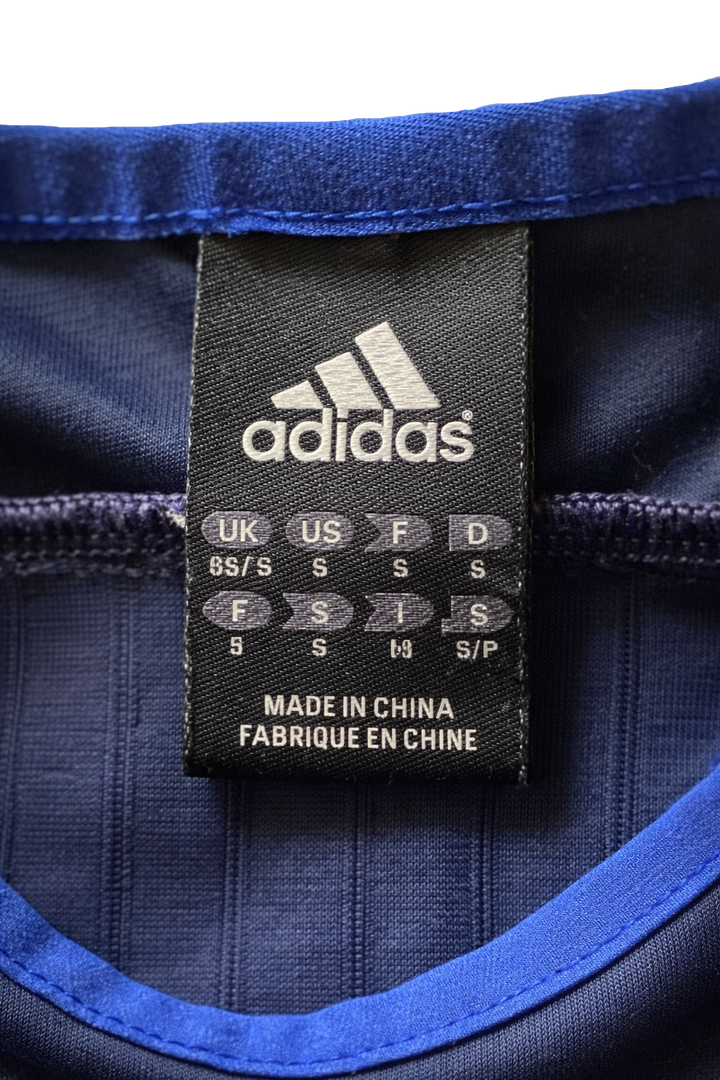 adidas®
UK US F D
S S S
F S I S
5 S S/P
MADE IN CHINA
FABRIQUE EN CHINE